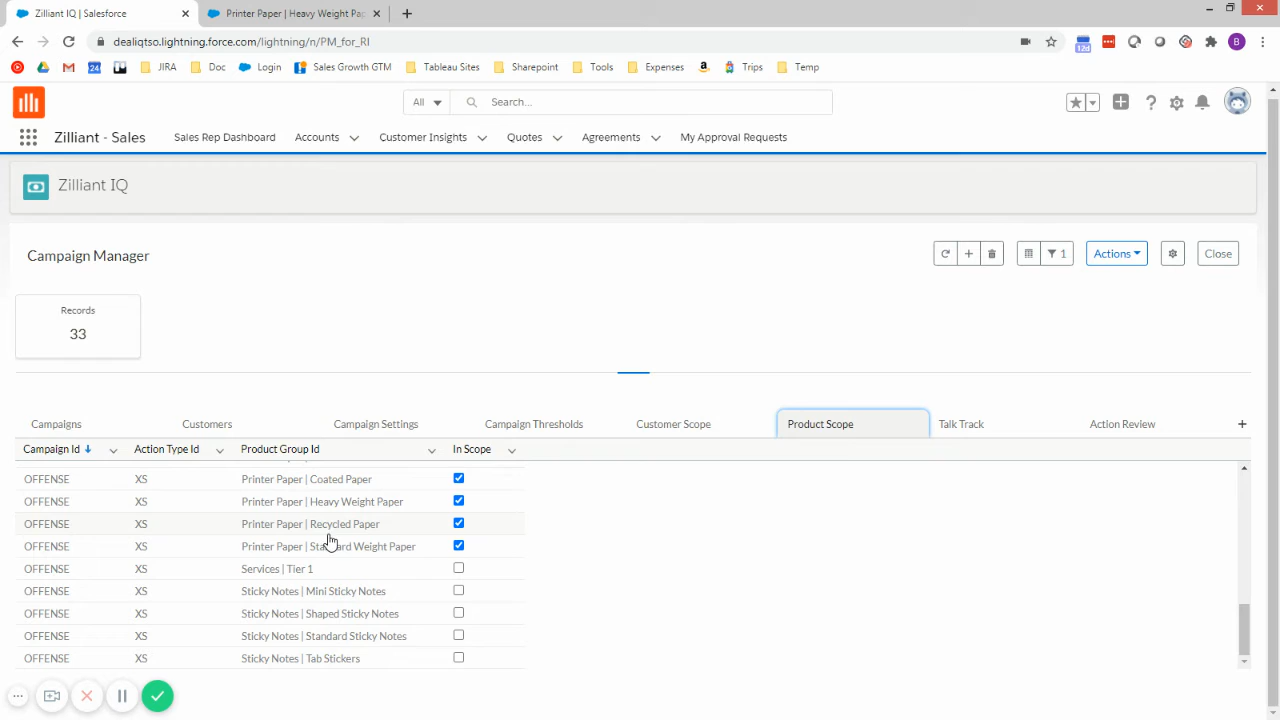 Zilliant IQ | Salesforce
Printer Paper | Heavy Weight Pa
dealiqtso.lightning.force.com/lightning/n/PM_for_RI
12d
B
24
JIRA
Doc
Login
Sales Growth GTM
Tableau Sites
Sharepoint
Tools
Expenses
Trips
Temp
All
Search...
Zilliant - Sales
Sales Rep Dashboard
Accounts
Customer Insights
Quotes
Agreements
My Approval Requests
Zilliant IQ
Campaign Manager
1
Actions
Close
Records
33
Campaigns
Customers
Campaign Settings
Campaign Thresholds
Customer Scope
Product Scope
Talk Track
Action Review
Campaign Id Action Type Id Product Group Id In Scope
OFFENSE XS Printer Paper | Coated Paper
OFFENSE XS Printer Paper | Heavy Weight Paper
OFFENSE XS Printer Paper | Recycled Paper
OFFENSE XS Printer Paper | Standard Weight Paper
OFFENSE XS Services | Tier 1
OFFENSE XS Sticky Notes | Mini Sticky Notes
OFFENSE XS Sticky Notes | Shaped Sticky Notes
OFFENSE XS Sticky Notes | Standard Sticky Notes
OFFENSE XS Sticky Notes | Tab Stickers